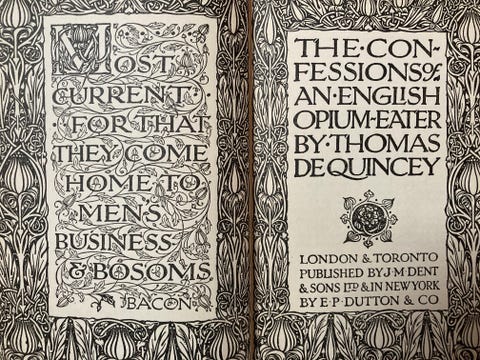 MOST
CURRENT
FOR THAT
THEY COME
HOME TO
MEN'S
BUSINESS
& BOSOMS
BACON
THE·CON-
FESSIONS OF
AN·ENGLISH
OPIUM-EATER
BY·THOMAS
DE QUINCEY
LONDON & TORONTO
PUBLISHED BY J·M·DENT
& SONS LTD & IN NEW YORK
BY E·P·DUTTON & CO